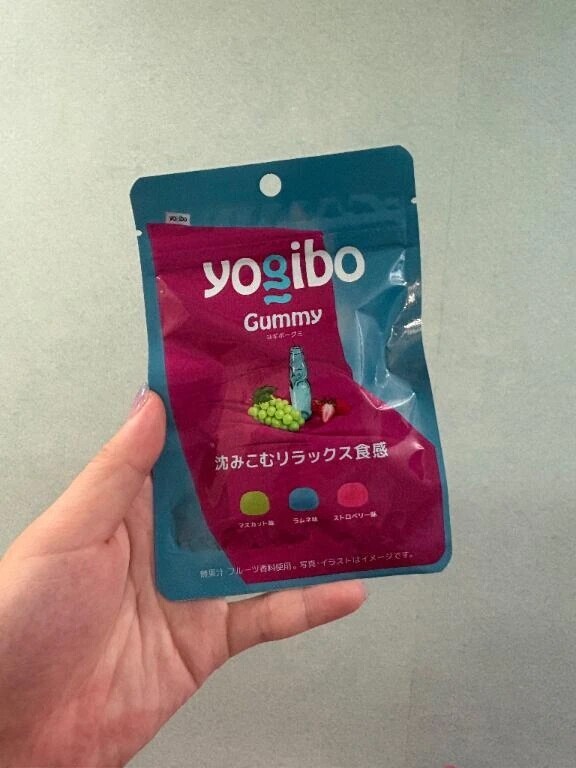 yogibo
yogibo
Gummy
ヨギボーグミ
沈みこむリラックス食感
マスカット味
ラムネ味
ストロベリー味
無果汁 フルーツ香料使用。写真・イラストはイメージです。